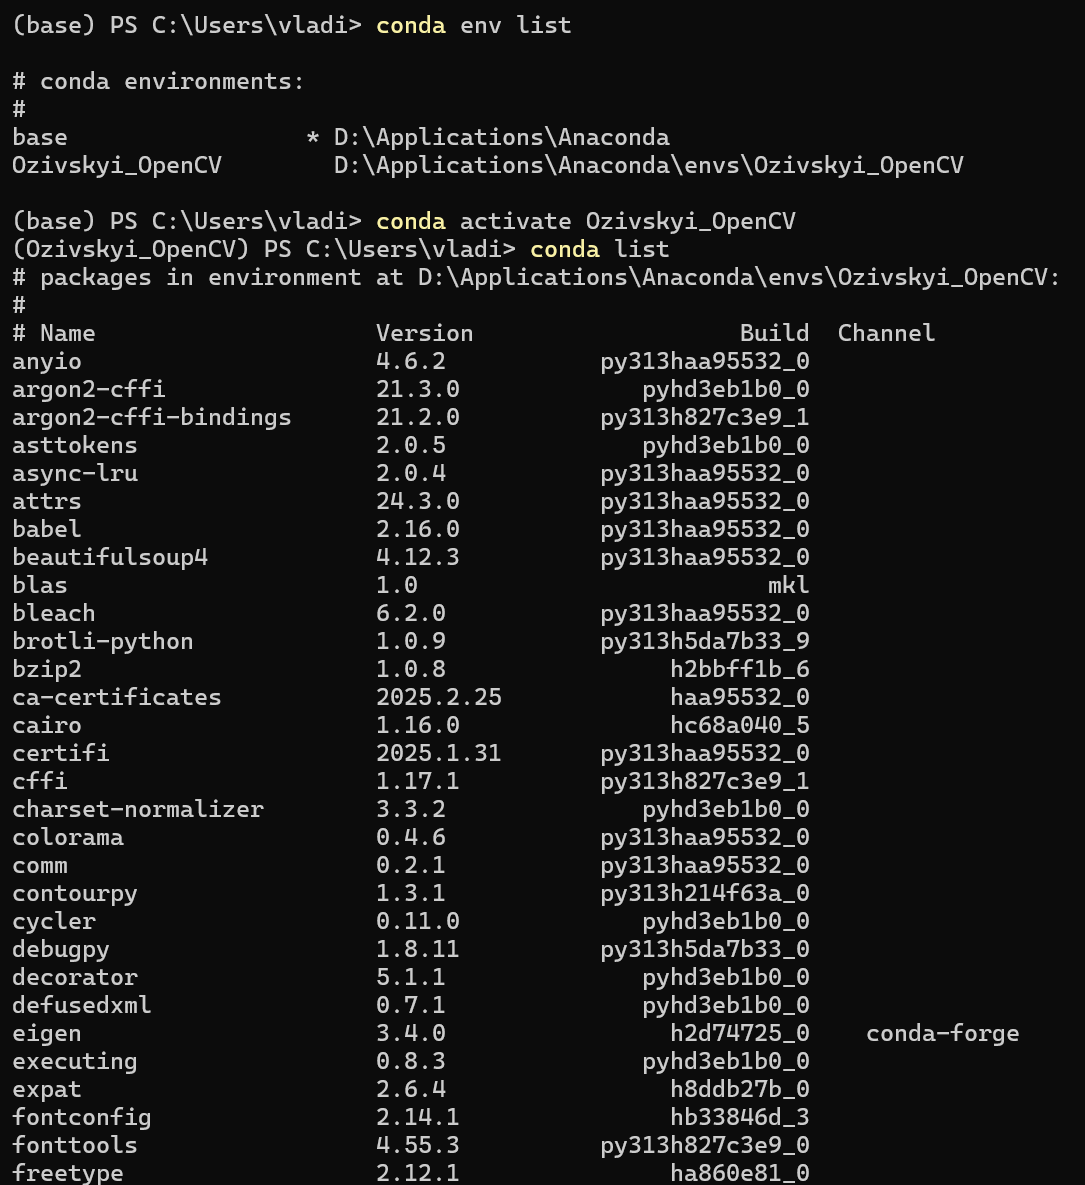 (base) PS C:\Users\vladi> conda env list
# conda environments:
#
base                 * D:\Applications\Anaconda
Ozivskyi_OpenCV        D:\Applications\Anaconda\envs\Ozivskyi_OpenCV
(base) PS C:\Users\vladi> conda activate Ozivskyi_OpenCV
(Ozivskyi_OpenCV) PS C:\Users\vladi> conda list
# packages in environment at D:\Applications\Anaconda\envs\Ozivskyi_OpenCV:
#
# Name                    Version                   Build  Channel
anyio                     4.6.2           py313haa95532_0
argon2-cffi               21.3.0             pyhd3eb1b0_0
argon2-cffi-bindings      21.2.0          py313h827c3e9_1
asttokens                 2.0.5              pyhd3eb1b0_0
async-lru                 2.0.4           py313haa95532_0
attrs                     24.3.0          py313haa95532_0
babel                     2.16.0          py313haa95532_0
beautifulsoup4            4.12.3          py313haa95532_0
blas                      1.0                         mkl
bleach                    6.2.0           py313haa95532_0
brotli-python             1.0.9           py313h5da7b33_9
bzip2                     1.0.8                h2bbff1b_6
ca-certificates           2025.2.25            haa95532_0
cairo                     1.16.0               hc68a040_5
certifi                   2025.1.31       py313haa95532_0
cffi                      1.17.1          py313h827c3e9_1
charset-normalizer        3.3.2              pyhd3eb1b0_0
colorama                  0.4.6           py313haa95532_0
comm                      0.2.1           py313haa95532_0
contourpy                 1.3.1           py313h214f63a_0
cycler                    0.11.0             pyhd3eb1b0_0
debugpy                   1.8.11          py313h5da7b33_0
decorator                 5.1.1              pyhd3eb1b0_0
defusedxml                0.7.1              pyhd3eb1b0_0
eigen                     3.4.0                h2d74725_0    conda-forge
executing                 0.8.3              pyhd3eb1b0_0
expat                     2.6.4                h8ddb27b_0
fontconfig                2.14.1               hb33846d_3
fonttools                 4.55.3          py313h827c3e9_0
freetype                  2.12.1               ha860e81_0